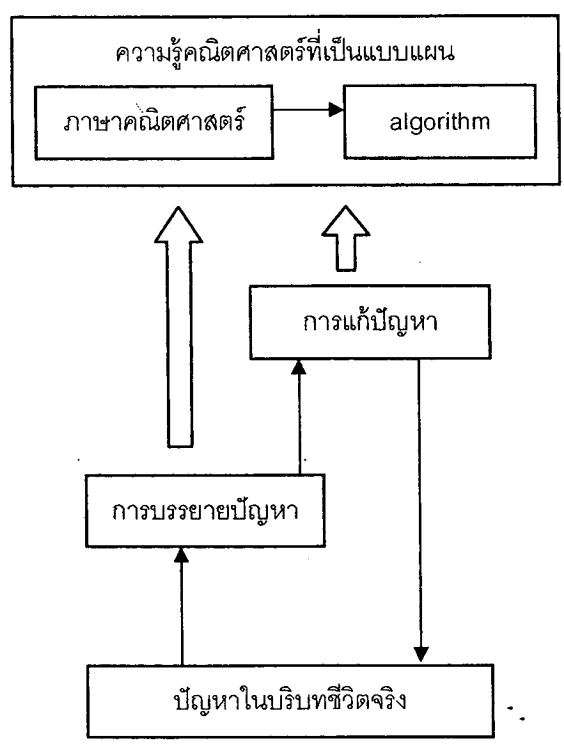 ความรู้คณิตศาสตร์ที่เป็นแบบแผน
ภาษาคณิตศาสตร์
algorithm
การแก้ปัญหา
การบรรยายปัญหา
ปัญหาในบริบทชีวิตจริง